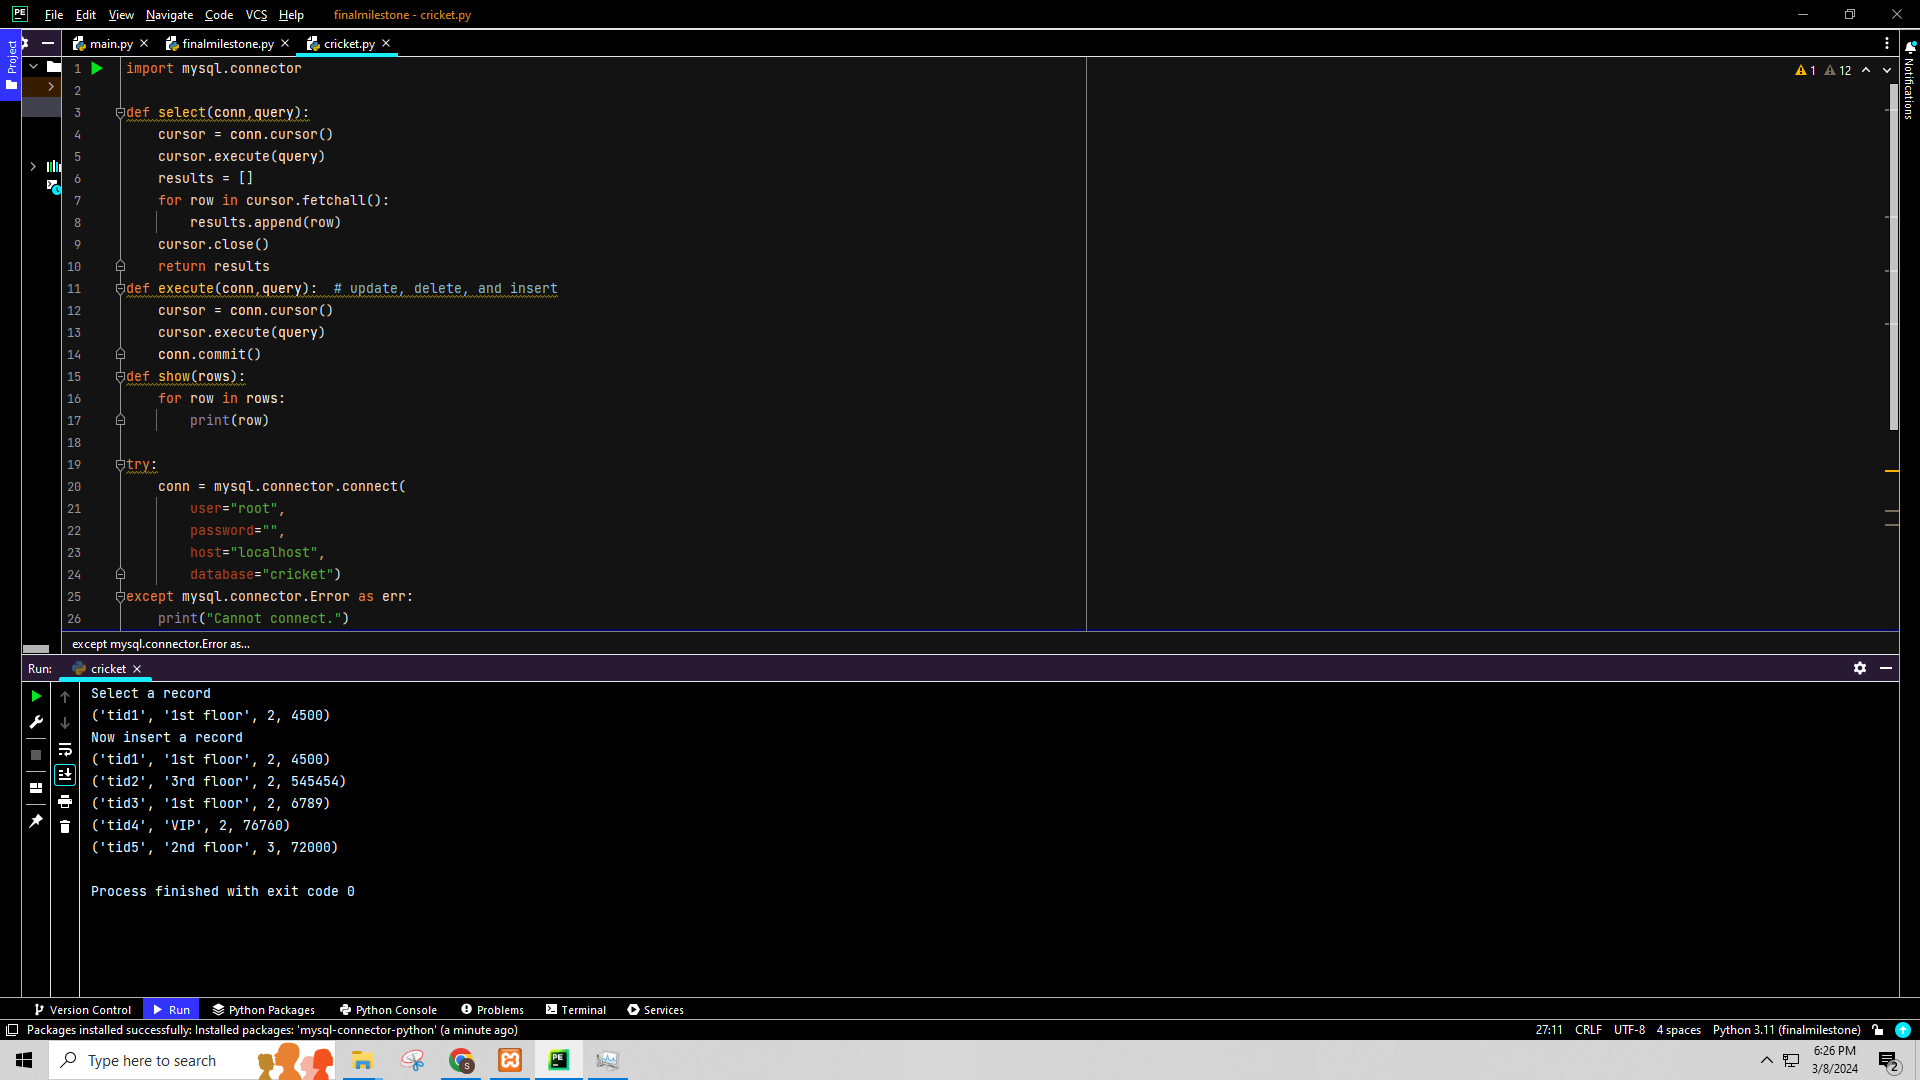 PE File Edit View Navigate Code VCS Help finalmilestone - cricket.py
Project
main.py finalmilestone.py cricket.py
Notifications
1 12
1 import mysql.connector
2
3 def select(conn,query):
4 cursor = conn.cursor()
5 cursor.execute(query)
6 results = []
7 for row in cursor.fetchall():
8 results.append(row)
9 cursor.close()
10 return results
11 def execute(conn,query):  # update, delete, and insert
12 cursor = conn.cursor()
13 cursor.execute(query)
14 conn.commit()
15 def show(rows):
16 for row in rows:
17 print(row)
18
19 try:
20 conn = mysql.connector.connect(
21 user="root",
22 password="",
23 host="localhost",
24 database="cricket")
25 except mysql.connector.Error as err:
26 print("Cannot connect.")
except mysql.connector.Error as...
Run: cricket
Select a record
('tid1', '1st floor', 2, 4500)
Now insert a record
('tid1', '1st floor', 2, 4500)
('tid2', '3rd floor', 2, 545454)
('tid3', '1st floor', 2, 6789)
('tid4', 'VIP', 2, 76760)
('tid5', '2nd floor', 3, 72000)
Process finished with exit code 0
Version Control Run Python Packages Python Console Problems Terminal Services
Packages installed successfully: Installed packages: 'mysql-connector-python' (a minute ago) 27:11 CRLF UTF-8 4 spaces Python 3.11 (finalmilestone)
Type here to search S PE 6:26 PM
3/8/2024 2